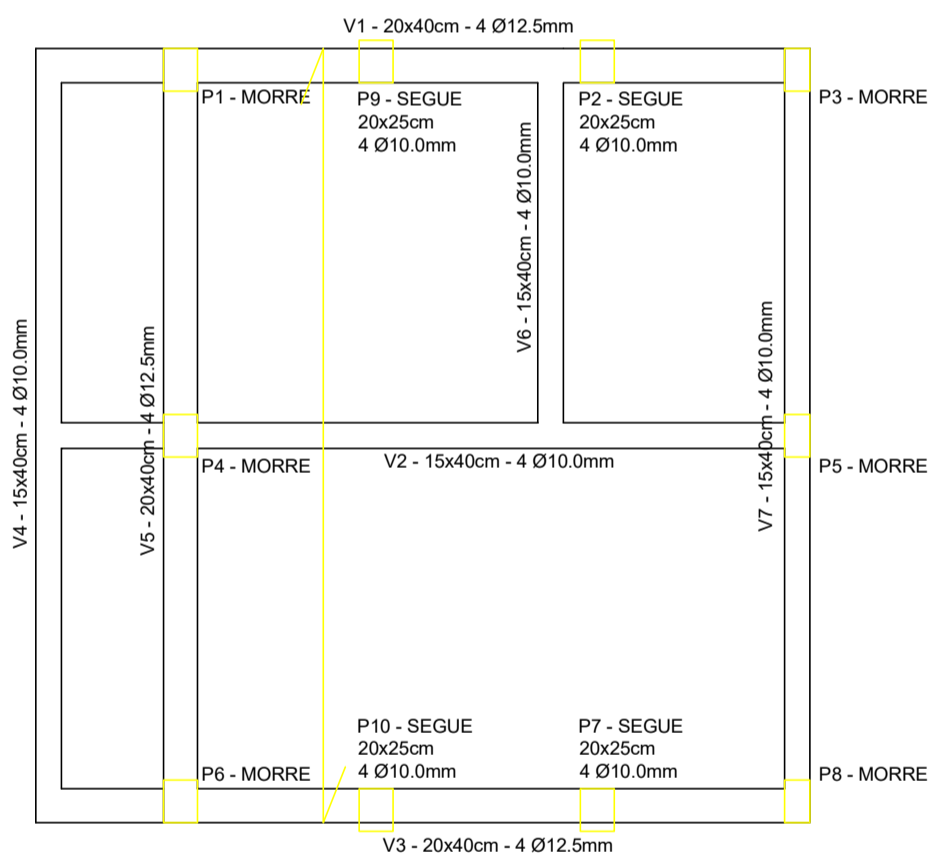 V1 - 20x40cm - 4 Ø12.5mm
P1 - MORRE
P9 - SEGUE
20x25cm
4 Ø10.0mm
P2 - SEGUE
20x25cm
4 Ø10.0mm
P3 - MORRE
V6 - 15x40cm - 4 Ø10.0mm
V4 - 15x40cm - 4 Ø10.0mm
V5 - 20x40cm - 4 Ø12.5mm
V7 - 15x40cm - 4 Ø10.0mm
P4 - MORRE
V2 - 15x40cm - 4 Ø10.0mm
P5 - MORRE
P10 - SEGUE
20x25cm
4 Ø10.0mm
P7 - SEGUE
20x25cm
4 Ø10.0mm
P6 - MORRE
P8 - MORRE
V3 - 20x40cm - 4 Ø12.5mm